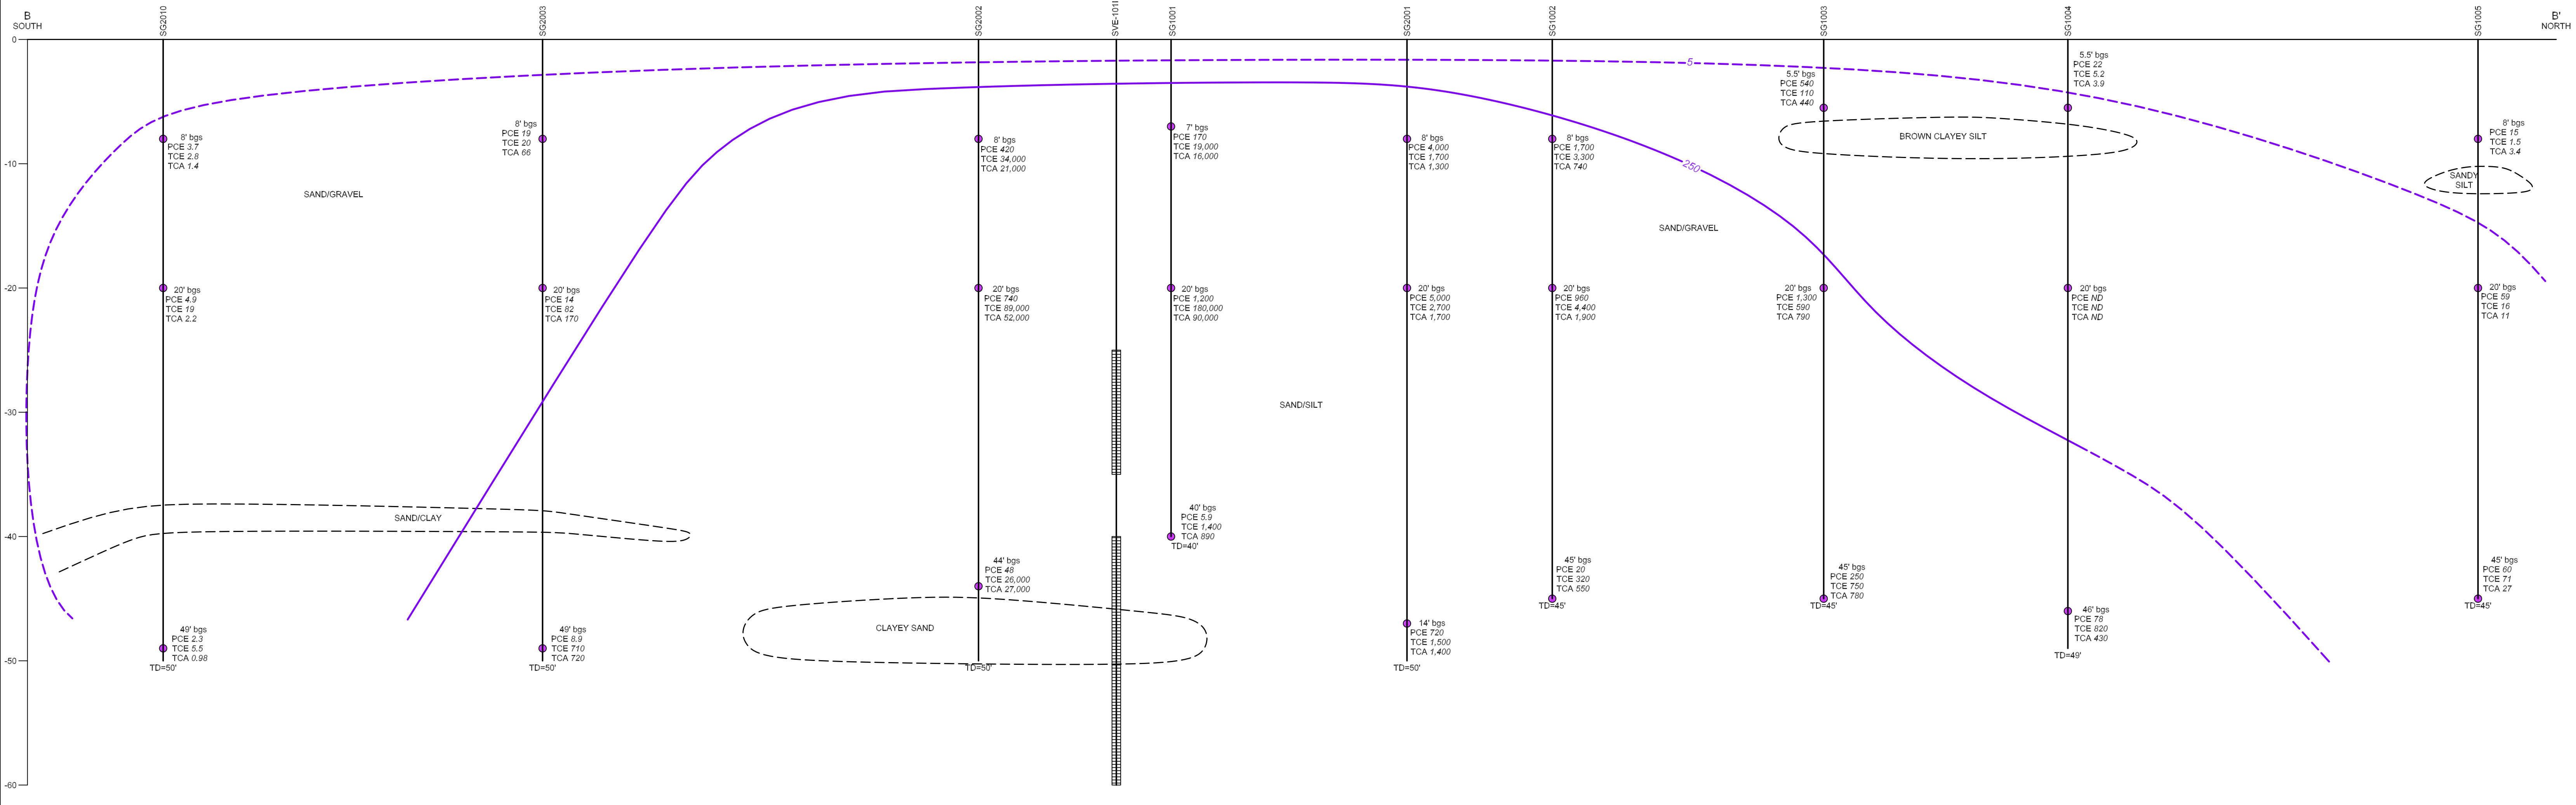 B
SOUTH
SG2010
SG2003
SG2002
SVE-101I
SG1001
SG2001
SG1002
SG1003
SG1004
SG1005
B'
NORTH
0
-10
-20
-30
-40
-50
-60
8' bgs
PCE 3.7
TCE 2.8
TCA 1.4
20' bgs
PCE 4.9
TCE 19
TCA 2.2
49' bgs
PCE 2.3
TCE 5.5
TCA 0.98
TD=50'
SAND/GRAVEL
SAND/CLAY
8' bgs
PCE 19
TCE 20
TCA 66
20' bgs
PCE 14
TCE 82
TCA 170
49' bgs
PCE 8.9
TCE 710
TCA 720
TD=50'
8' bgs
PCE 420
TCE 34,000
TCA 21,000
20' bgs
PCE 740
TCE 89,000
TCA 52,000
44' bgs
PCE 48
TCE 26,000
TCA 27,000
CLAYEY SAND
TD=50'
7' bgs
PCE 170
TCE 19,000
TCA 16,000
20' bgs
PCE 1,200
TCE 180,000
TCA 90,000
40' bgs
PCE 5.9
TCE 1,400
TCA 890
TD=40'
SAND/SILT
8' bgs
PCE 4,000
TCE 1,700
TCA 1,300
20' bgs
PCE 5,000
TCE 2,700
TCA 1,700
14' bgs
PCE 720
TCE 1,500
TCA 1,400
TD=50'
8' bgs
PCE 1,700
TCE 3,300
TCA 740
20' bgs
PCE 960
TCE 4,400
TCA 1,900
45' bgs
PCE 20
TCE 320
TCA 550
TD=45'
5
250
SAND/GRAVEL
5.5' bgs
PCE 540
TCE 110
TCA 440
20' bgs
PCE 1,300
TCE 590
TCA 790
45' bgs
PCE 250
TCE 750
TCA 780
TD=45'
BROWN CLAYEY SILT
5.5' bgs
PCE 22
TCE 5.2
TCA 3.9
20' bgs
PCE ND
TCE ND
TCA ND
46' bgs
PCE 78
TCE 820
TCA 430
TD=49'
8' bgs
PCE 15
TCE 1.5
TCA 3.4
SANDY
SILT
20' bgs
PCE 59
TCE 16
TCA 11
45' bgs
PCE 60
TCE 71
TCA 27
TD=45'